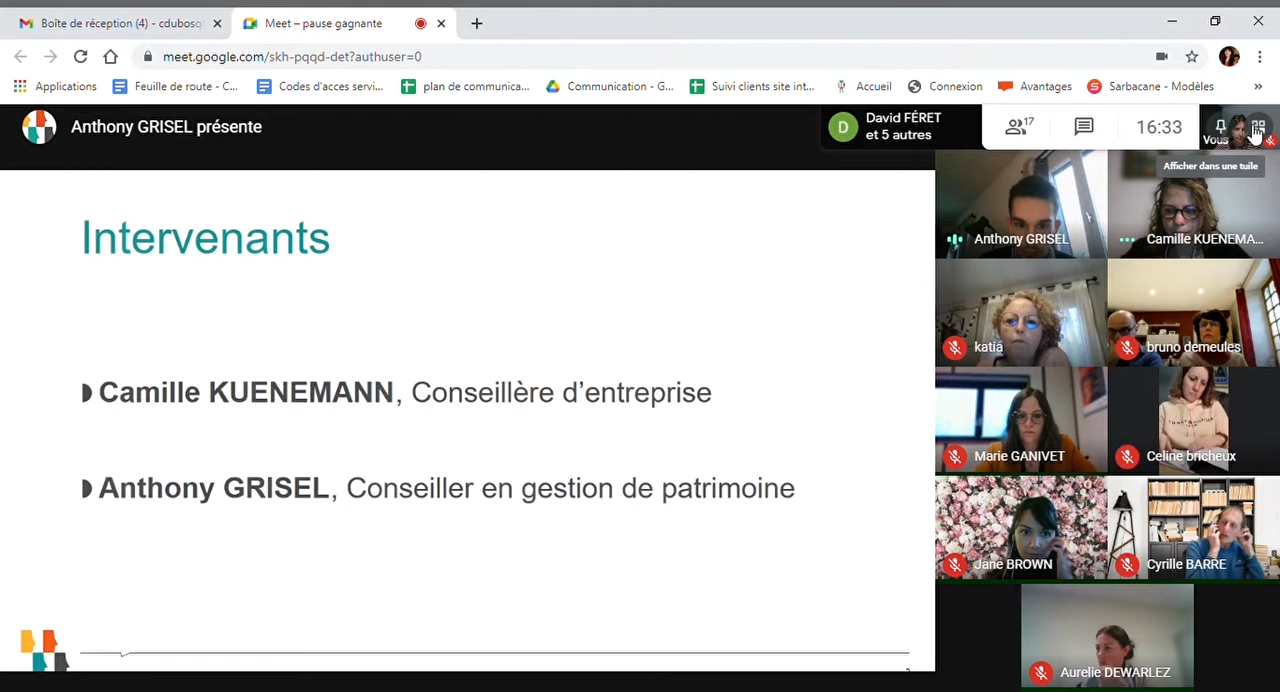 Boîte de réception (4) - cdubosq
Meet – pause gagnante
meet.google.com/skh-pqqd-det?authuser=0
Applications
Feuille de route - C...
Codes d'acces servi...
plan de communica...
Communication - G...
Suivi clients site int...
Accueil
Connexion
Avantages
Sarbacane - Modèles
»
Anthony GRISEL présente
D
David FÉRET
et 5 autres
17
16:33
Vous
Afficher dans une tuile
Intervenants
Camille KUENEMANN, Conseillère d’entreprise
Anthony GRISEL, Conseiller en gestion de patrimoine
Anthony GRISEL
Camille KUENEMA...
katia
bruno demeules
Marie GANIVET
Celine bricheux
Jane BROWN
Cyrille BARRE
Aurelie DEWARLEZ